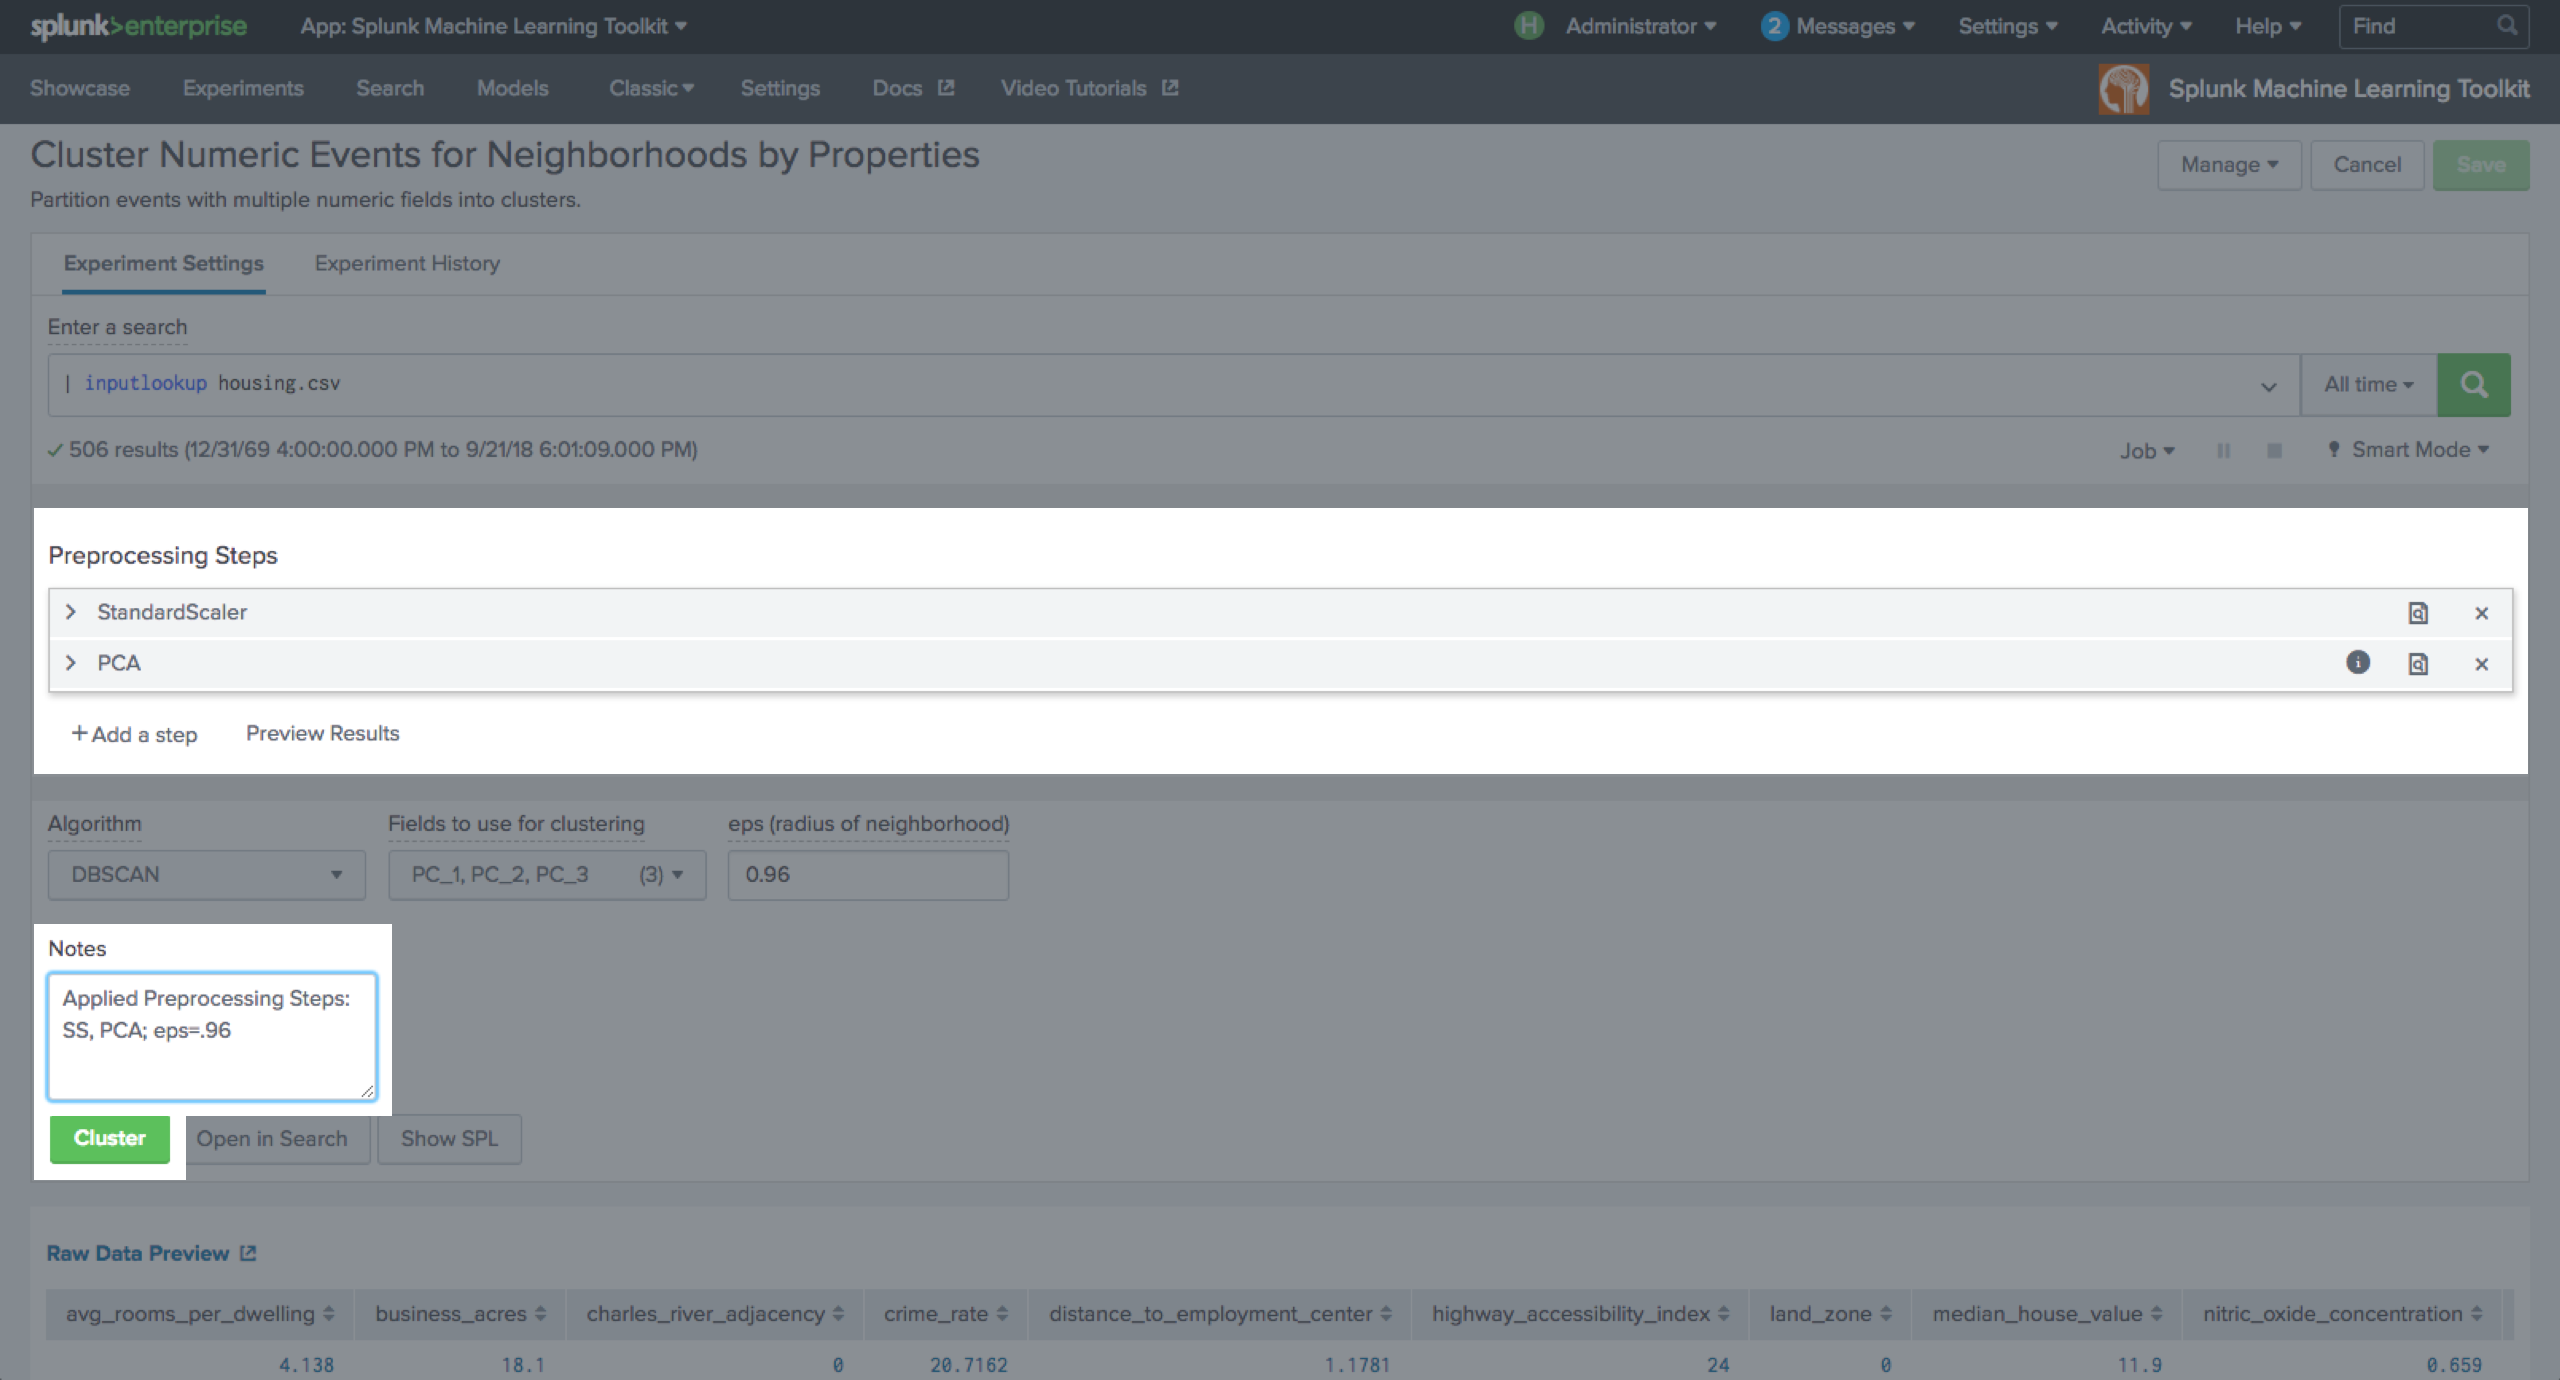 splunk>enterprise App: Splunk Machine Learning Toolkit H Administrator 2 Messages Settings Activity Help Find
Showcase Experiments Search Models Classic Settings Docs Video Tutorials Splunk Machine Learning Toolkit
Cluster Numeric Events for Neighborhoods by Properties
Manage Cancel Save
Partition events with multiple numeric fields into clusters.
Experiment Settings Experiment History
Enter a search
| inputlookup housing.csv All time
506 results (12/31/69 4:00:00.000 PM to 9/21/18 6:01:09.000 PM) Job Smart Mode
Preprocessing Steps
StandardScaler
PCA
+ Add a step Preview Results
Algorithm Fields to use for clustering eps (radius of neighborhood)
DBSCAN PC_1, PC_2, PC_3 (3) 0.96
Notes
Applied Preprocessing Steps:
SS, PCA; eps=.96
Cluster Open in Search Show SPL
Raw Data Preview
avg_rooms_per_dwelling business_acres charles_river_adjacency crime_rate distance_to_employment_center highway_accessibility_index land_zone median_house_value nitric_oxide_concentration
4.138 18.1 0 20.7162 1.1781 24 0 11.9 0.659